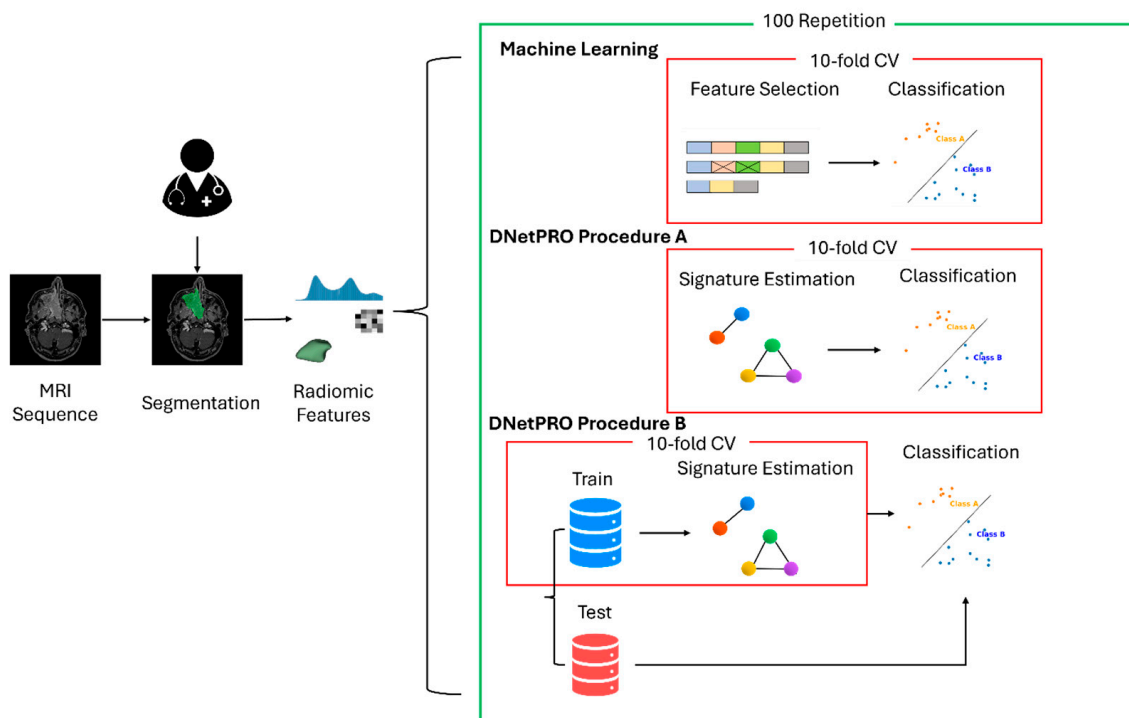 100 Repetition
Machine Learning
10-fold CV
Feature Selection
Classification
Class A
Class B
DNetPRO Procedure A
10-fold CV
Signature Estimation
Classification
Class A
Class B
MRI
Sequence
Segmentation
Radiomic
Features
DNetPRO Procedure B
10-fold CV
Train
Signature Estimation
Classification
Class A
Class B
Test